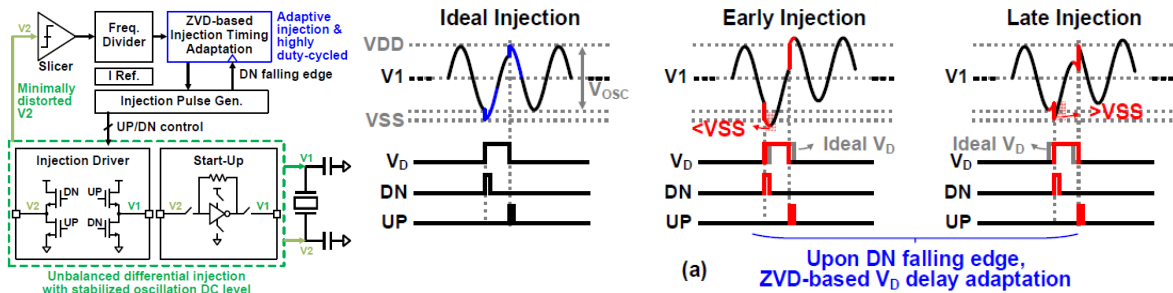 V2
Slicer
Freq.
Divider
ZVD-based
Injection Timing
Adaptation
Adaptive
injection &
highly
duty-cycled
I Ref.
DN falling edge
Minimally
distorted
V2
Injection Pulse Gen.
UP/DN control
Injection Driver
Start-Up
DN
UP
V2
UP
DN
V1
V2
V1
V1
V2
Unbalanced differential injection
with stabilized oscillation DC level
Ideal Injection
VDD
V1
VOSC
VSS
VD
DN
UP
Early Injection
V1
<VSS
Ideal VD
VD
DN
UP
Late Injection
V1
>VSS
Ideal VD
VD
DN
UP
(a)
Upon DN falling edge,
ZVD-based VD delay adaptation